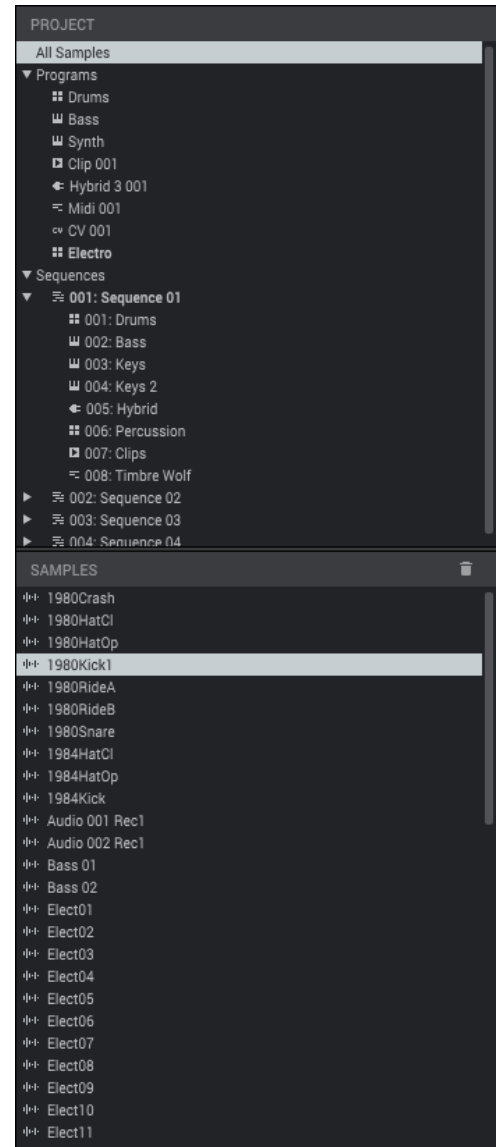 PROJECT
All Samples
Programs
Drums
Bass
Synth
Clip 001
Hybrid 3 001
Midi 001
CV CV 001
Electro
Sequences
001: Sequence 01
001: Drums
002: Bass
003: Keys
004: Keys 2
005: Hybrid
006: Percussion
007: Clips
008: Timbre Wolf
002: Sequence 02
003: Sequence 03
004: Sequence 04
SAMPLES
1980Crash
1980HatCl
1980HatOp
1980Kick1
1980RideA
1980RideB
1980Snare
1984HatCl
1984HatOp
1984Kick
Audio 001 Rec1
Audio 002 Rec1
Bass 01
Bass 02
Elect01
Elect02
Elect03
Elect04
Elect05
Elect06
Elect07
Elect08
Elect09
Elect10
Elect11